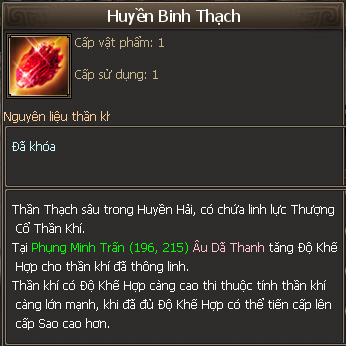 Huyền Binh Thạch
Cấp vật phẩm: 1
Cấp sử dụng: 1
Nguyên liệu thần kh
Đã khóa
Thần Thạch sâu trong Huyền Hải, có chứa linh lực Thượng
Cổ Thần Khí.
Tại Phụng Minh Trấn (196, 215) Âu Dã Thanh tăng Độ Khế
Hợp cho thần khí đã thông linh.
Thần khí có Độ Khế Hợp càng cao thì thuộc tính thần khí
càng lớn mạnh, khi đã đủ Độ Khế Hợp có thể tiến cấp lên
cấp Sao cao hơn.